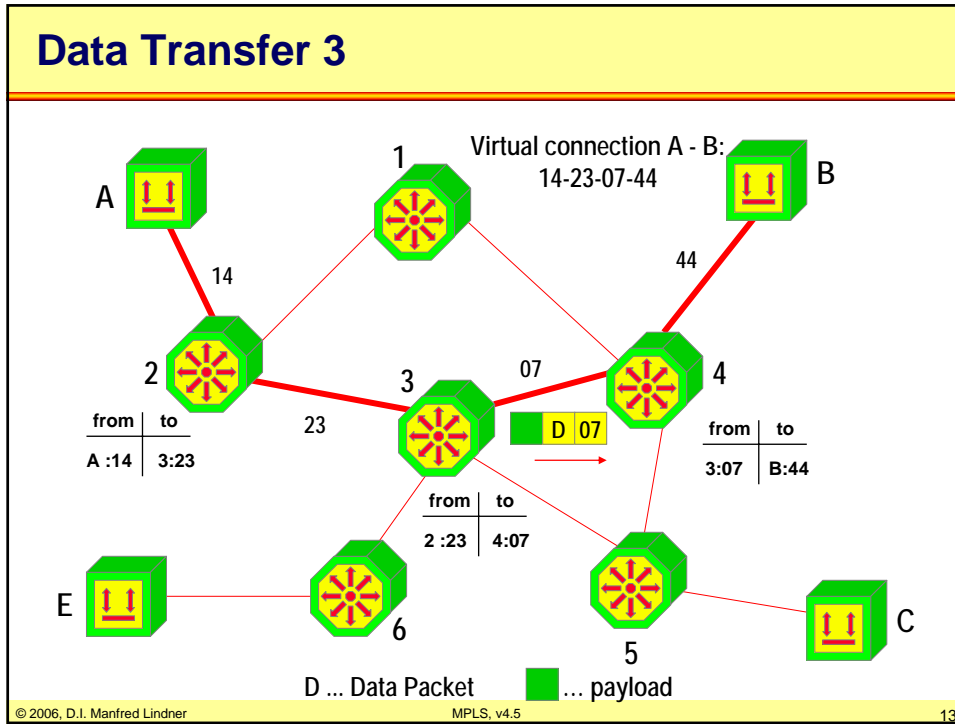 Data Transfer 3
Virtual connection A - B:
14-23-07-44
A
1
B
14
44
2
3
07
4
23
D 07
from to
A :14 3:23
from to
3:07 B:44
from to
2 :23 4:07
E
6
5
C
D ... Data Packet ... payload
© 2006, D.I. Manfred Lindner MPLS, v4.5 13